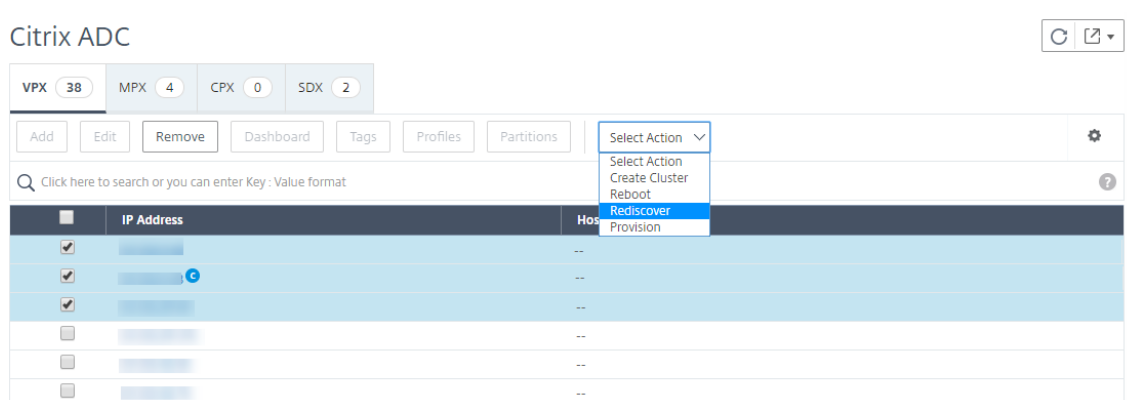 Citrix ADC
VPX 38 MPX 4 CPX 0 SDX 2
Add Edit Remove Dashboard Tags Profiles Partitions Select Action
Select Action
Create Cluster
Reboot
Rediscover
Provision
Click here to search or you can enter Key : Value format ?
IP Address Hos
--
C --
--
--
--
--